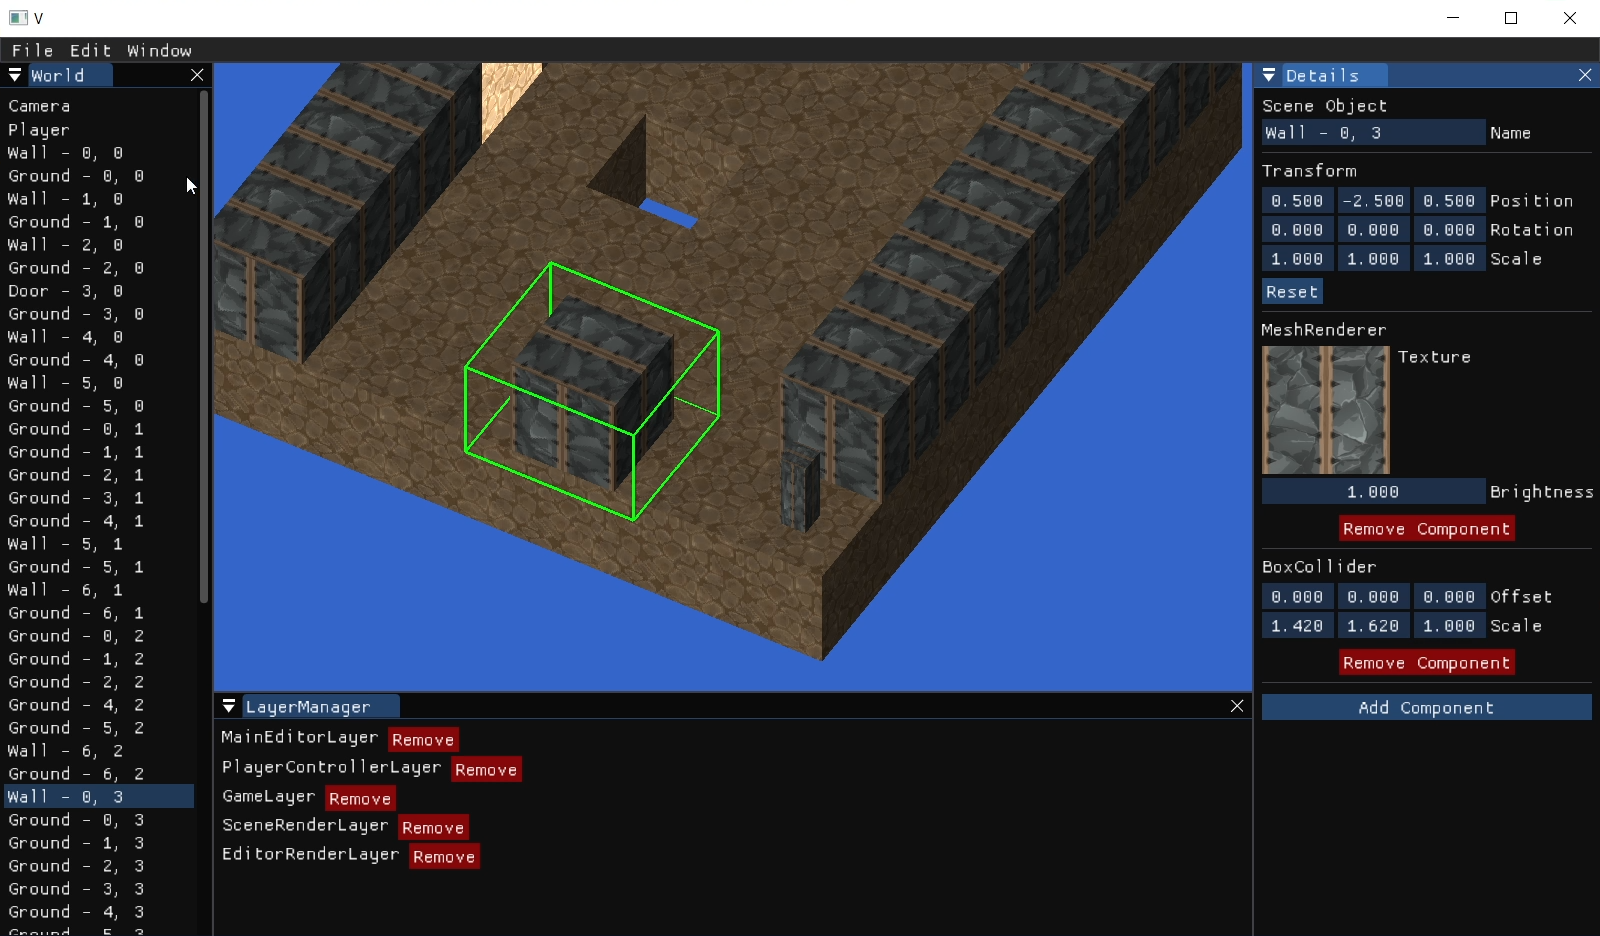 V
File Edit Window
World
Camera
Player
Wall - 0, 0
Ground - 0, 0
Wall - 1, 0
Ground - 1, 0
Wall - 2, 0
Ground - 2, 0
Door - 3, 0
Ground - 3, 0
Wall - 4, 0
Ground - 4, 0
Wall - 5, 0
Ground - 5, 0
Ground - 0, 1
Ground - 1, 1
Ground - 2, 1
Ground - 3, 1
Ground - 4, 1
Wall - 5, 1
Ground - 5, 1
Wall - 6, 1
Ground - 6, 1
Ground - 0, 2
Ground - 1, 2
Ground - 2, 2
Ground - 4, 2
Ground - 5, 2
Wall - 6, 2
Ground - 6, 2
Wall - 0, 3
Ground - 0, 3
Ground - 1, 3
Ground - 2, 3
Ground - 3, 3
Ground - 4, 3
Ground - 5, 3
LayerManager
MainEditorLayer Remove
PlayerControllerLayer Remove
GameLayer Remove
SceneRenderLayer Remove
EditorRenderLayer Remove
Details
Scene Object
Wall - 0, 3 Name
Transform
0.500 -2.500 0.500 Position
0.000 0.000 0.000 Rotation
1.000 1.000 1.000 Scale
Reset
MeshRenderer
Texture
1.000 Brightness
Remove Component
BoxCollider
0.000 0.000 0.000 Offset
1.420 1.620 1.000 Scale
Remove Component
Add Component